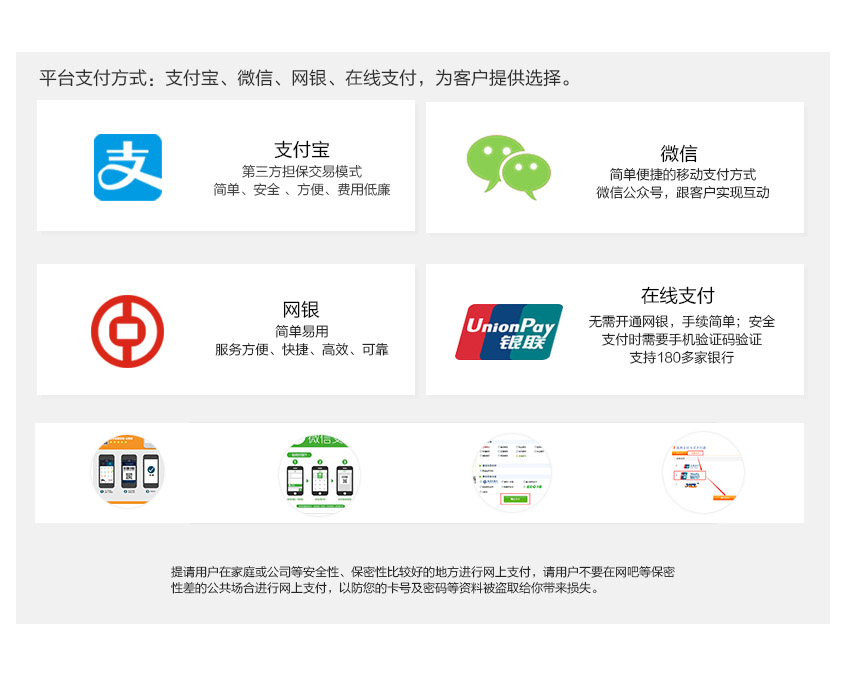 平台支付方式：支付宝、微信、网银、在线支付，为客户提供选择。
支
支付宝
第三方担保交易模式
简单、安全 、方便、费用低廉
微信
简单便捷的移动支付方式
微信公众号，跟客户实现互动
网银
简单易用
服务方便、快捷、高效、可靠
UnionPay
银联
在线支付
无需开通网银，手续简单；安全
支付时需要手机验证码验证
支持180多家银行
提请用户在家庭或公司等安全性、保密性比较好的地方进行网上支付，请用户不要在网吧等保密
性差的公共场合进行网上支付，以防您的卡号及密码等资料被盗取给你带来损失。